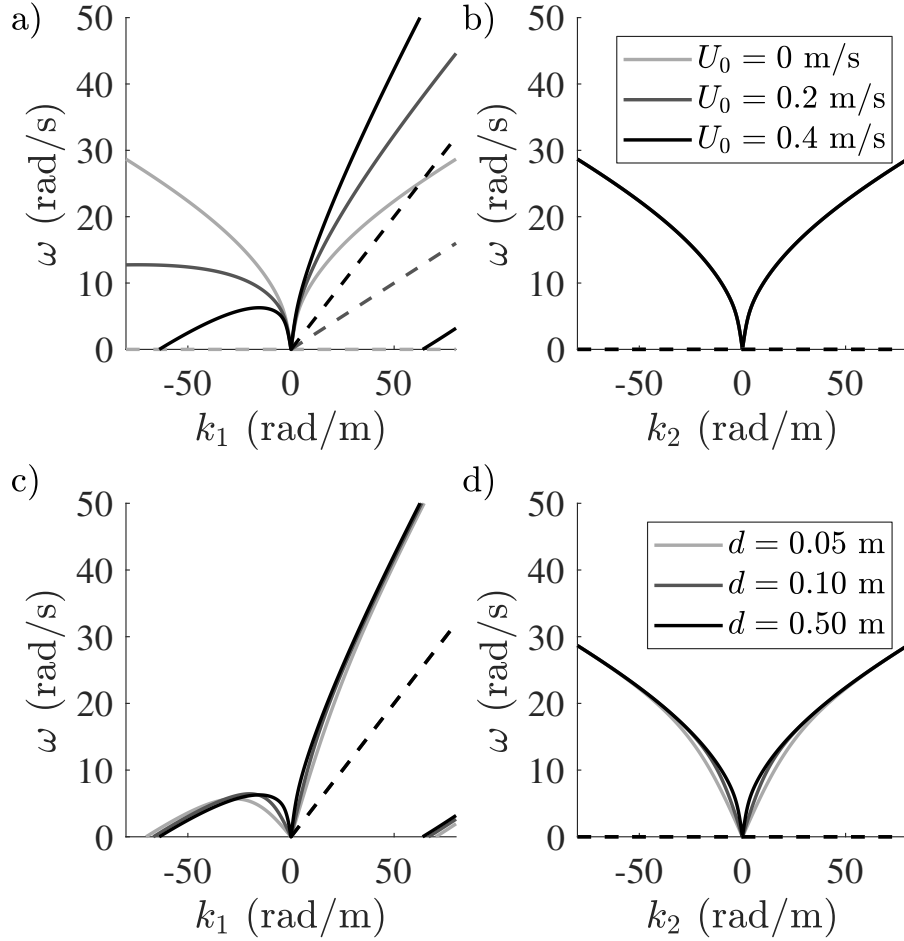 a)
50
40
30
20
10
0
-50
0
50
ω (rad/s)
k₁ (rad/m)
b)
50
40
30
20
10
0
-50
0
50
ω (rad/s)
k₂ (rad/m)
U₀ = 0 m/s
U₀ = 0.2 m/s
U₀ = 0.4 m/s
c)
50
40
30
20
10
0
-50
0
50
ω (rad/s)
k₁ (rad/m)
d)
50
40
30
20
10
0
-50
0
50
ω (rad/s)
k₂ (rad/m)
d = 0.05 m
d = 0.10 m
d = 0.50 m